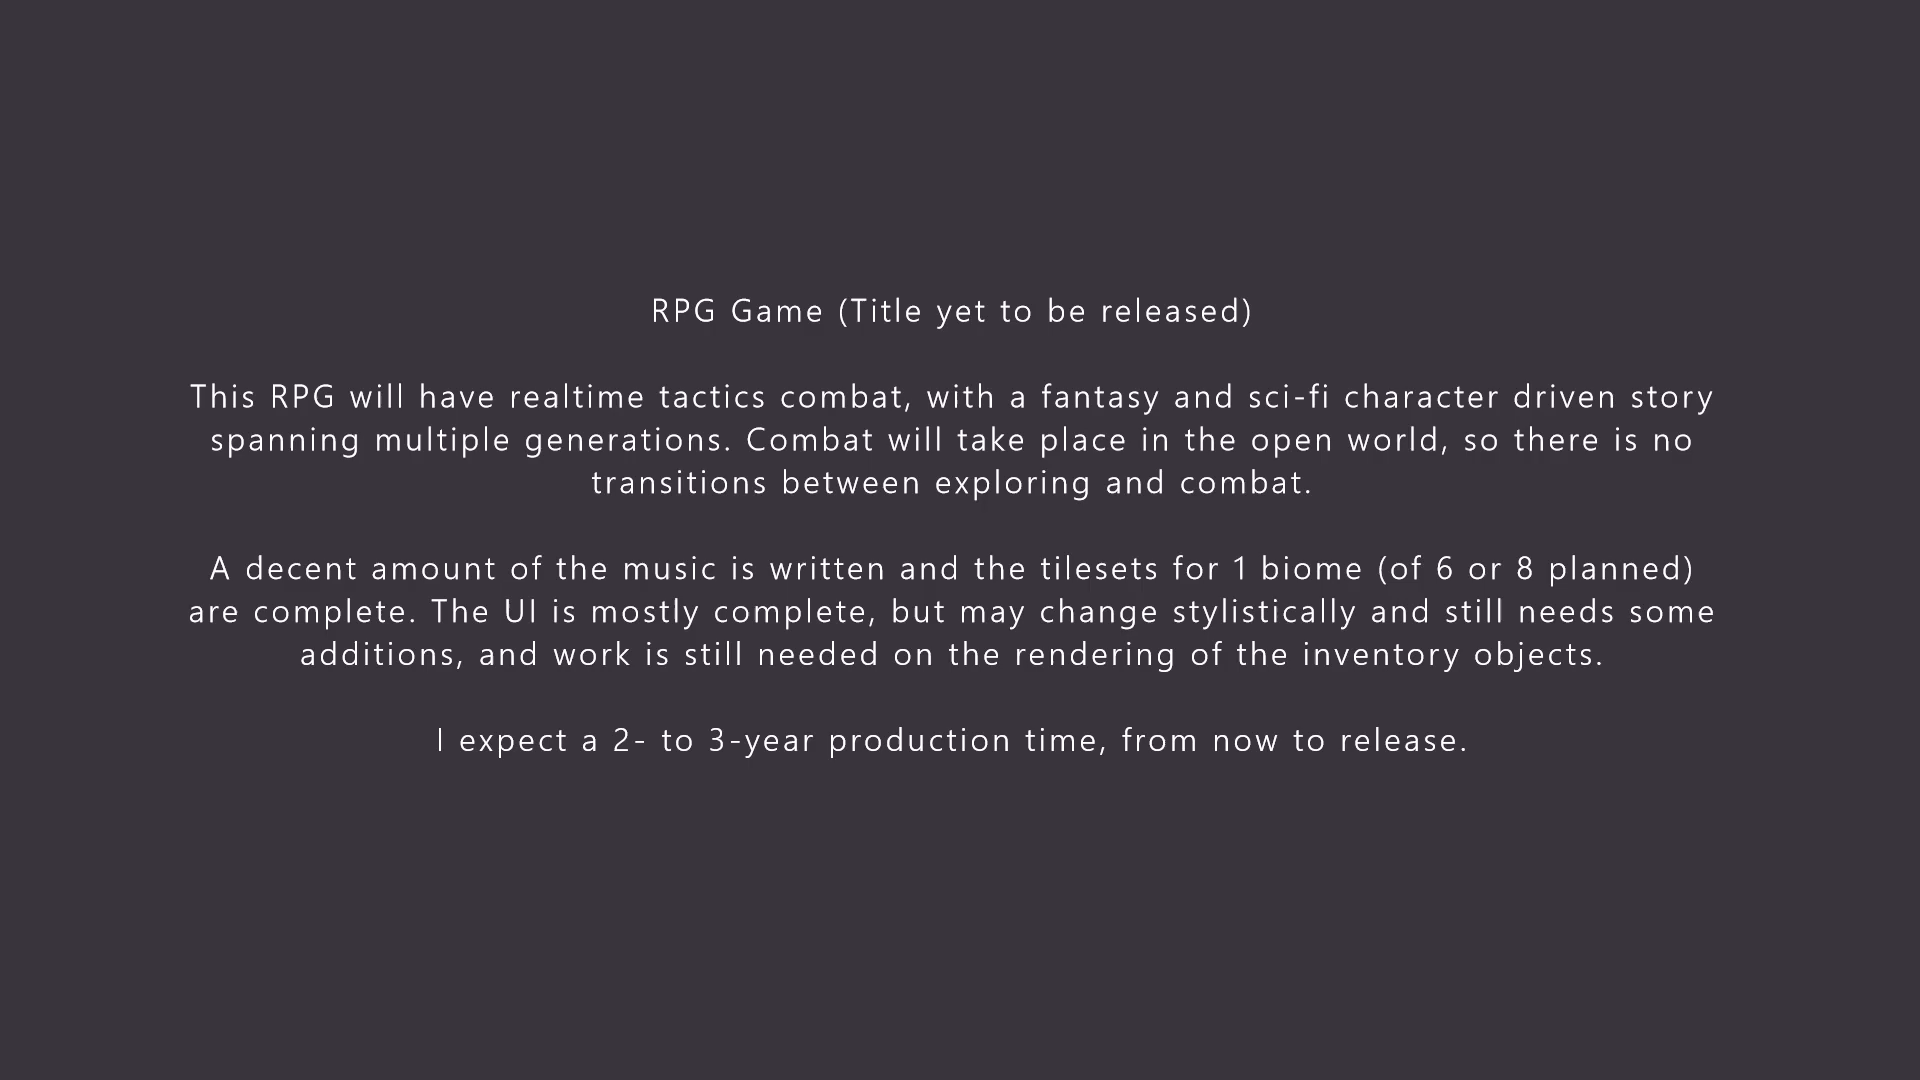 RPG Game (Title yet to be released)
This RPG will have realtime tactics combat, with a fantasy and sci-fi character driven story
spanning multiple generations. Combat will take place in the open world, so there is no
transitions between exploring and combat.
A decent amount of the music is written and the tilesets for 1 biome (of 6 or 8 planned)
are complete. The UI is mostly complete, but may change stylistically and still needs some
additions, and work is still needed on the rendering of the inventory objects.
I expect a 2- to 3-year production time, from now to release.